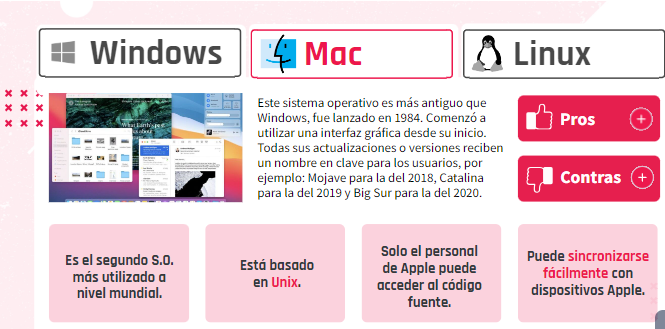 Windows
Mac
Linux
Este sistema operativo es más antiguo que
Windows, fue lanzado en 1984. Comenzó a
utilizar una interfaz gráfica desde su inicio.
Todas sus actualizaciones o versiones reciben
un nombre en clave para los usuarios, por
ejemplo: Mojave para la del 2018, Catalina
para la del 2019 y Big Sur para la del 2020.
Pros
Contras
Es el segundo S.O.
más utilizado a
nivel mundial.
Está basado
en Unix.
Solo el personal
de Apple puede
acceder al código
fuente.
Puede sincronizarse
fácilmente con
dispositivos Apple.